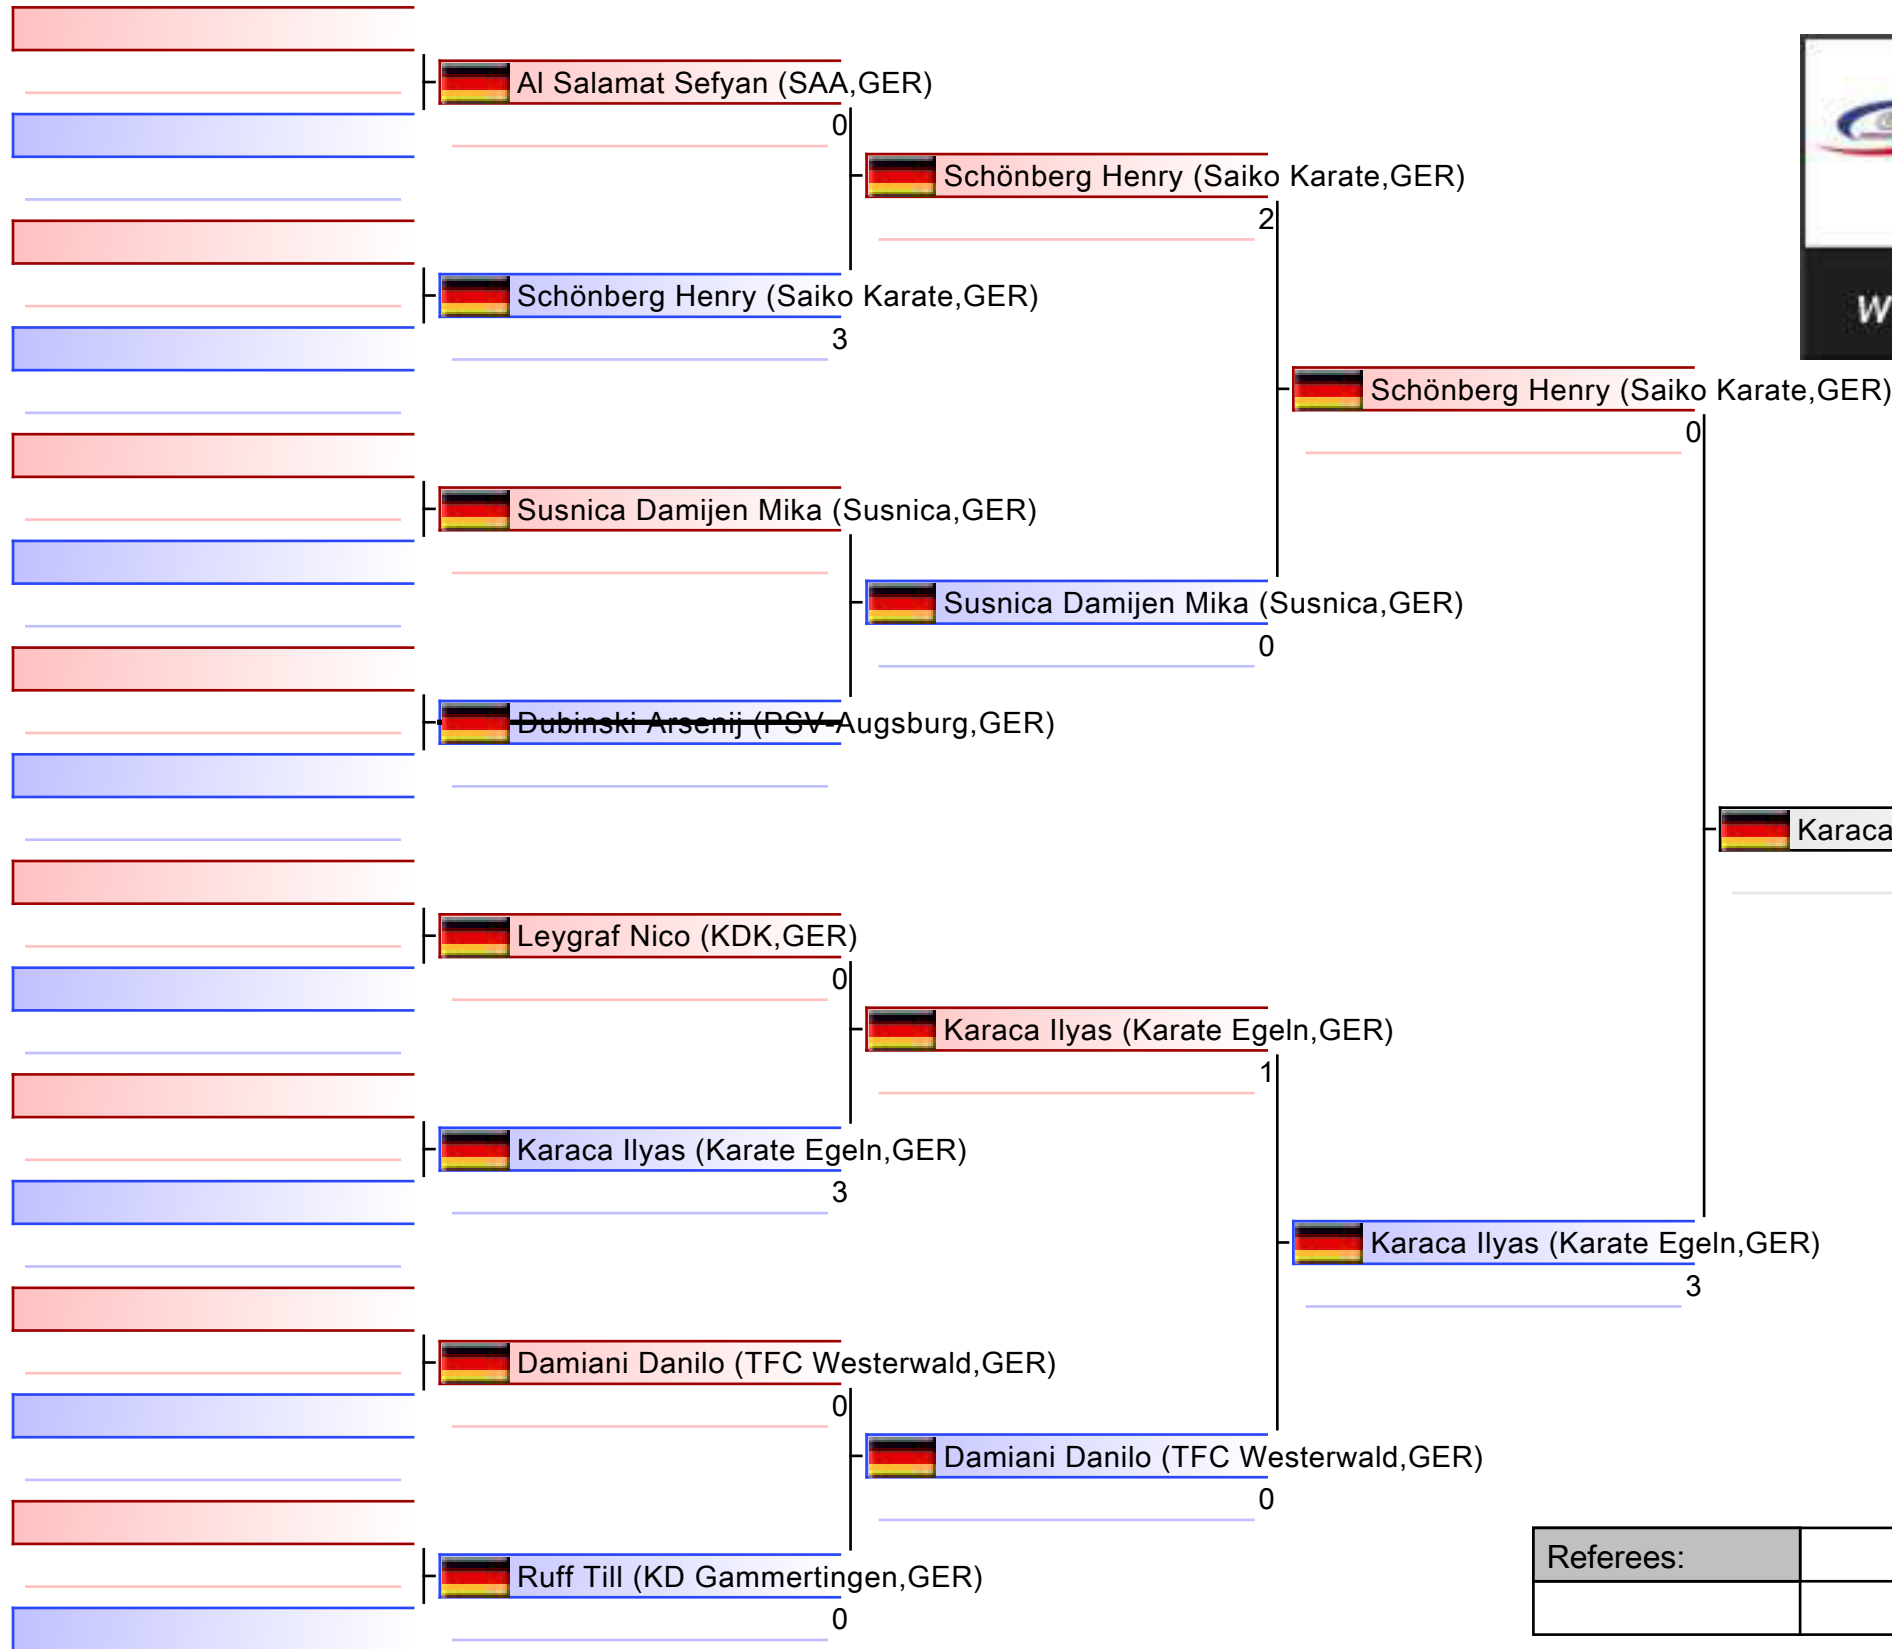 Al Salamat Sefyan (SAA,GER)
0
Schönberg Henry (Saiko Karate,GER)
2
Schönberg Henry (Saiko Karate,GER)
3
W
Schönberg Henry (Saiko Karate,GER)
0
Susnica Damijen Mika (Susnica,GER)
Susnica Damijen Mika (Susnica,GER)
0
Dubinski Arsenij (PSV-Augsburg,GER)
Karaca
Leygraf Nico (KDK,GER)
0
Karaca Ilyas (Karate Egeln,GER)
1
Karaca Ilyas (Karate Egeln,GER)
3
Karaca Ilyas (Karate Egeln,GER)
3
Damiani Danilo (TFC Westerwald,GER)
0
Damiani Danilo (TFC Westerwald,GER)
0
Ruff Till (KD Gammertingen,GER)
0
Referees: